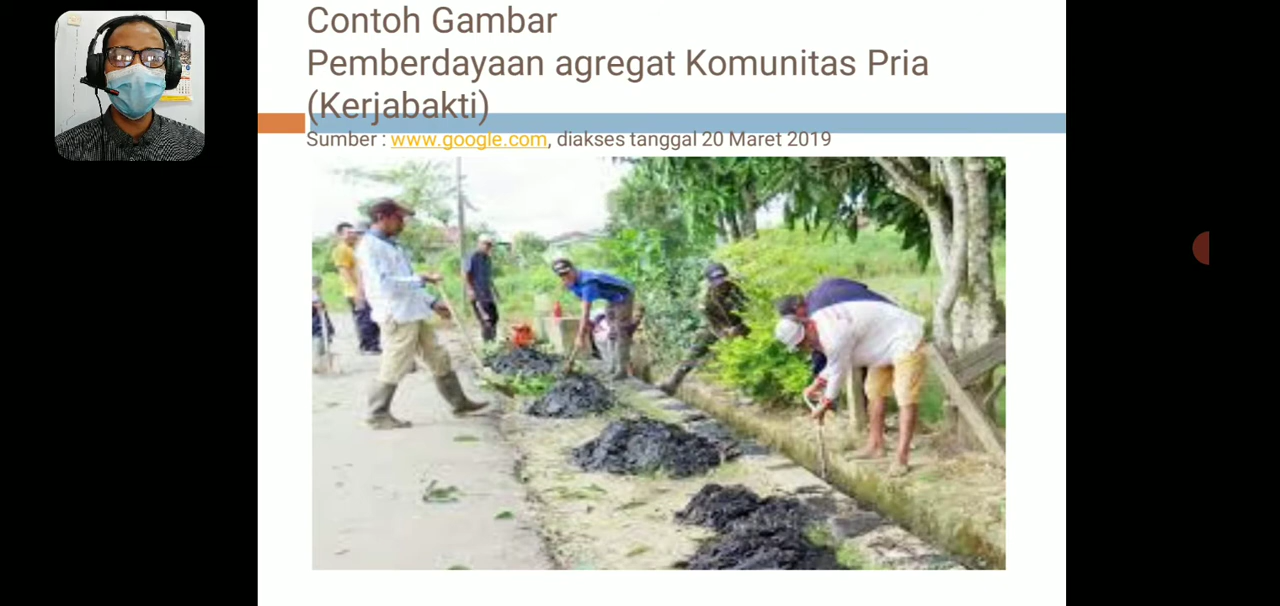 Contoh Gambar
Pemberdayaan agregat Komunitas Pria
(Kerjabakti)
Sumber : www.google.com, diakses tanggal 20 Maret 2019